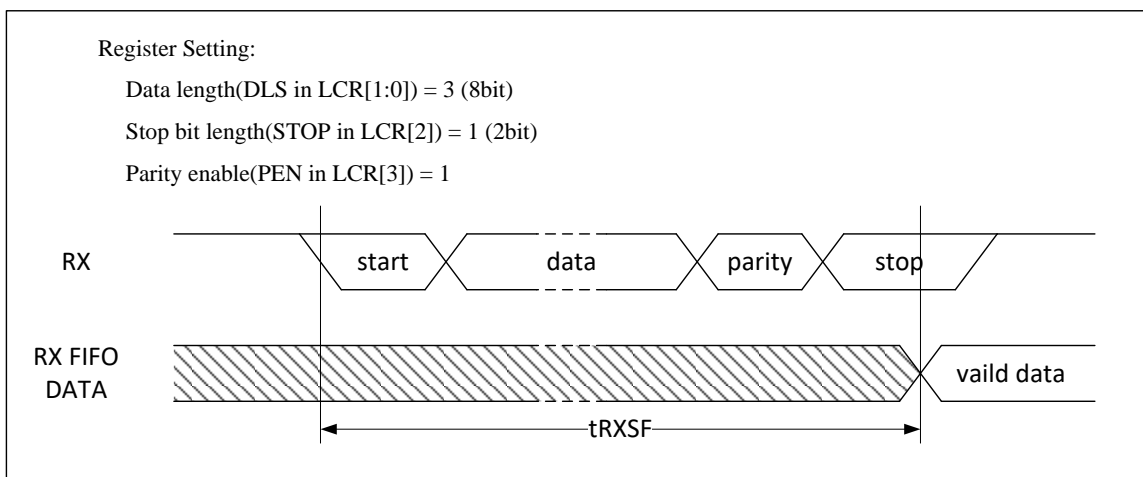 Register Setting:
Data length(DLS in LCR[1:0]) = 3 (8bit)
Stop bit length(STOP in LCR[2]) = 1 (2bit)
Parity enable(PEN in LCR[3]) = 1
RX
start
data
parity
stop
RX FIFO
DATA
vaild data
tRXSF